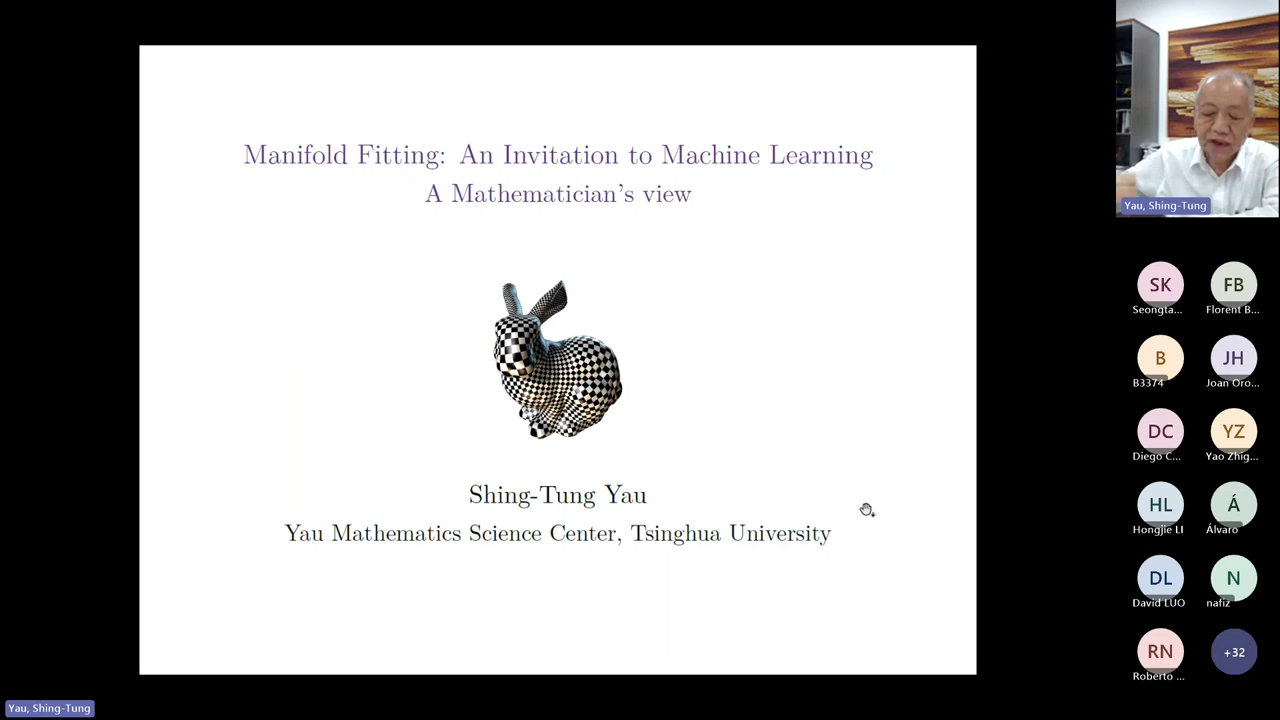 Manifold Fitting: An Invitation to Machine Learning
A Mathematician's view
Shing-Tung Yau
Yau Mathematics Science Center, Tsinghua University
Yau, Shing-Tung
SK
Seongta...
FB
Florent B...
B
B3374
JH
Joan Oro...
DC
Diego C...
YZ
Yao Zhig...
HL
Hongjie LI
Á
Álvaro
DL
David LUO
N
nafiz
RN
Roberto ...
+32
Yau, Shing-Tung